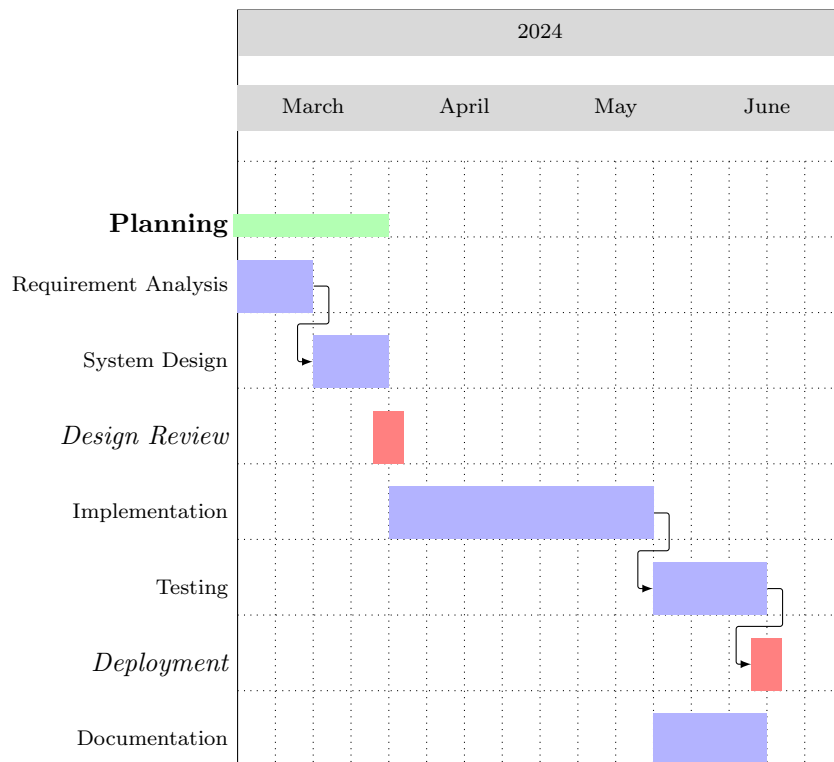 2024
March April May June
Planning
Requirement Analysis
System Design
Design Review
Implementation
Testing
Deployment
Documentation